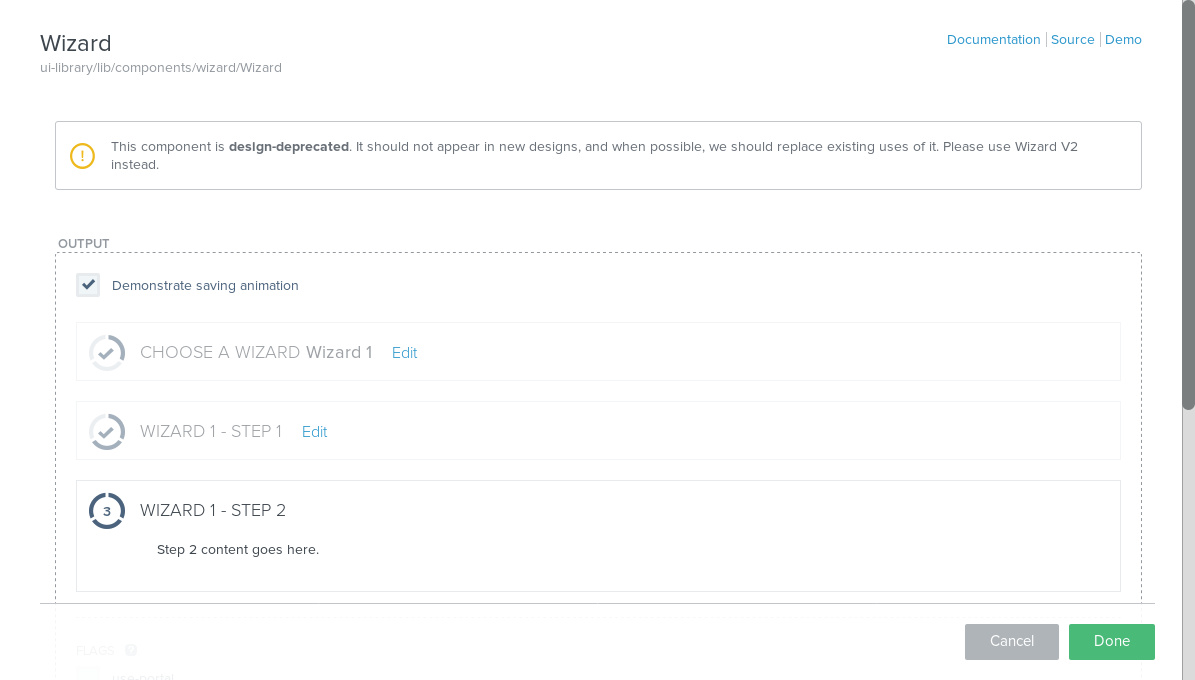 Wizard
Documentation Source Demo
ui-library/lib/components/wizard/Wizard
This component is design-deprecated. It should not appear in new designs, and when possible, we should replace existing uses of it. Please use Wizard V2
instead.
OUTPUT
Demonstrate saving animation
CHOOSE A WIZARD Wizard 1 Edit
WIZARD 1 - STEP 1 Edit
3 WIZARD 1 - STEP 2
Step 2 content goes here.
Cancel Done
FLAGS
use-portal